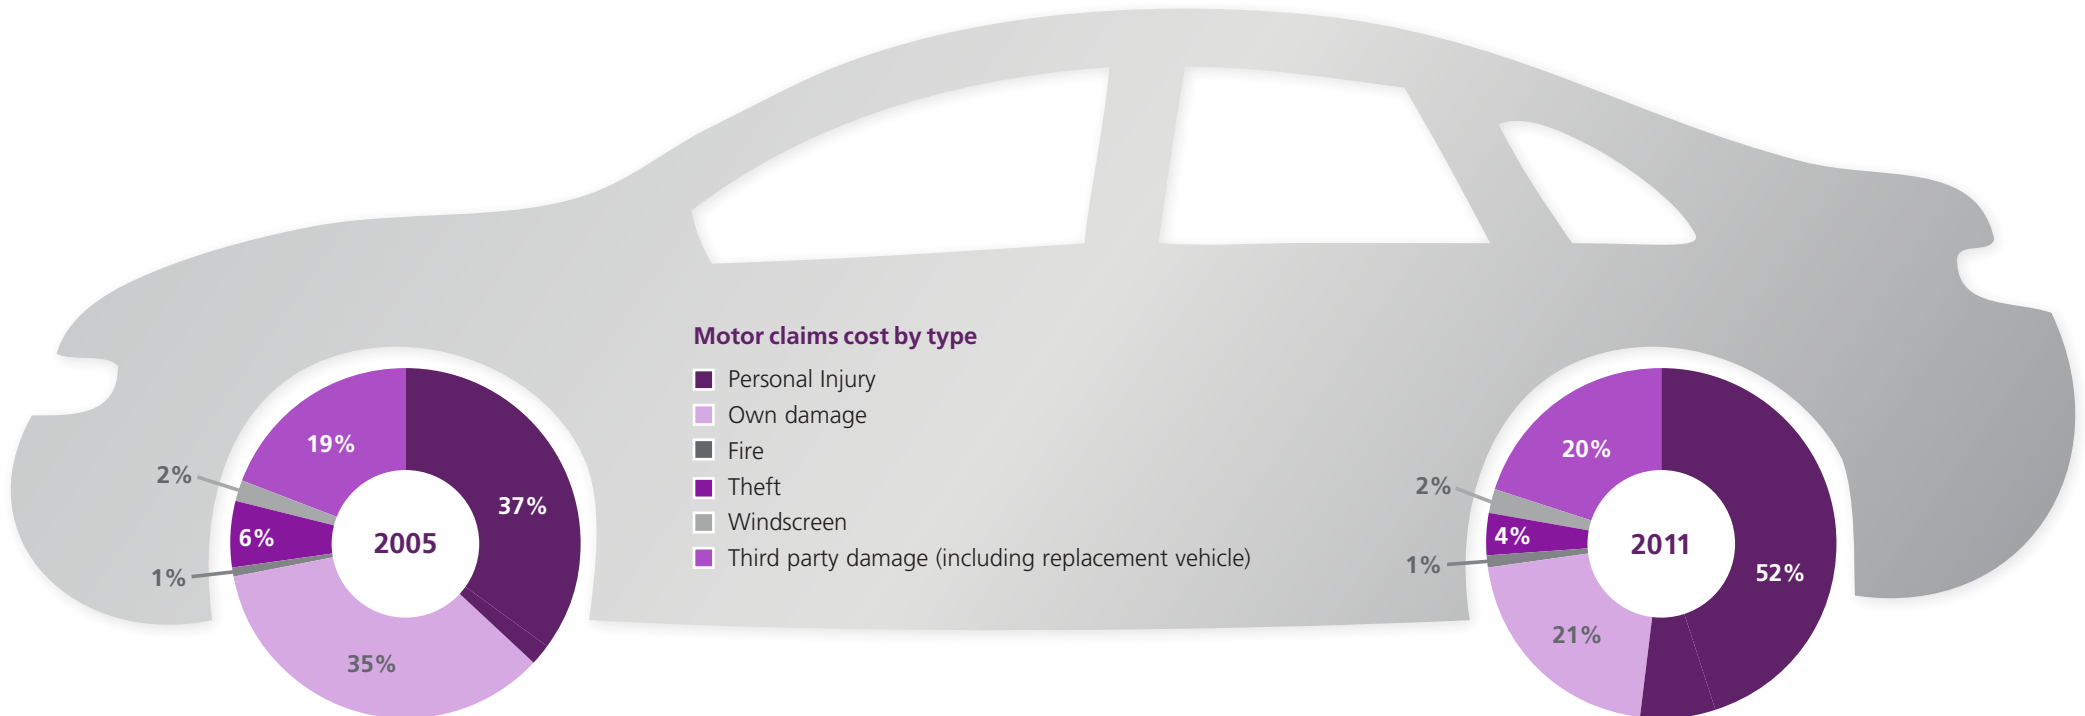 Motor claims cost by type
Personal Injury
Own damage
Fire
Theft
Windscreen
Third party damage (including replacement vehicle)
19%
2%
37%
6%
2005
1%
35%
20%
2%
4%
2011
1%
52%
21%